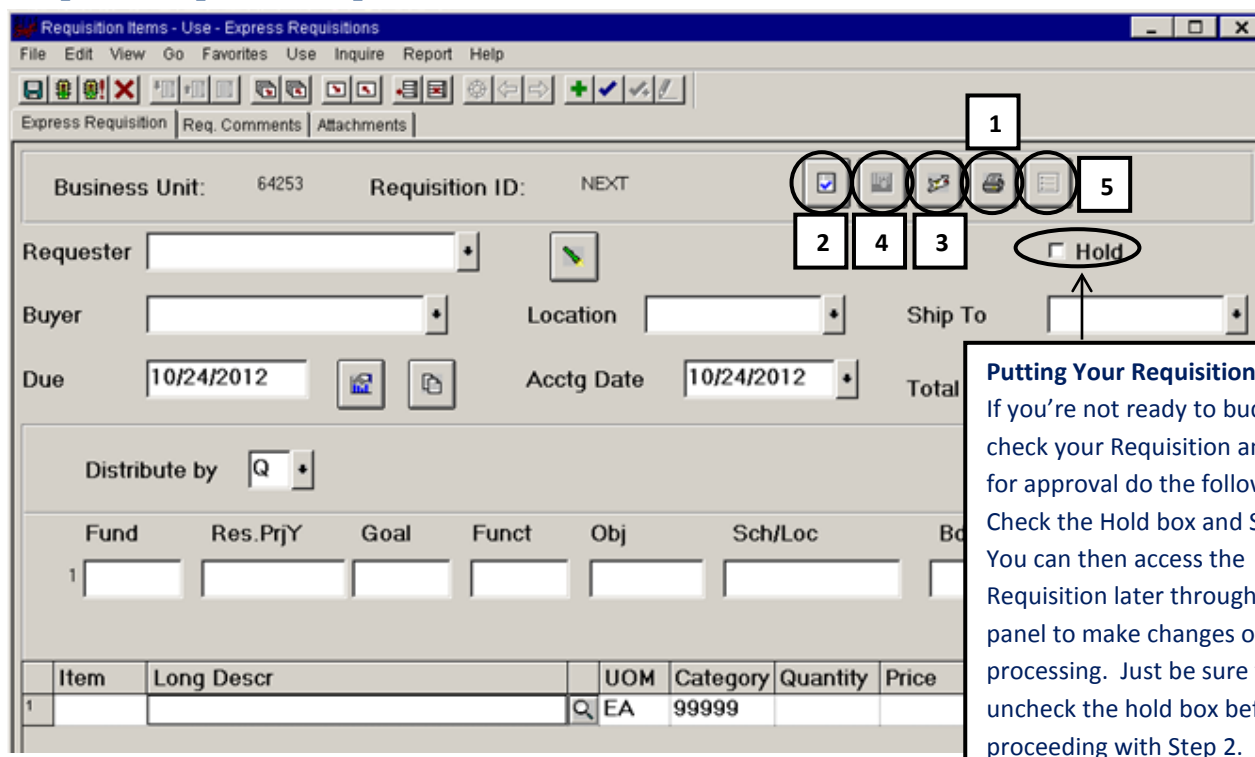 Requisition Items - Use - Express Requisitions
File Edit View Go Favorites Use Inquire Report Help
Express Requisition Req. Comments Attachments
1
Business Unit: 64253 Requisition ID: NEXT
5
2 4 3
Requester
Hold
Buyer Location Ship To
Due 10/24/2012 Acctg Date 10/24/2012 Total
Putting Your Requisition
If you're not ready to
check your Requisition
for approval do the
Check the Hold box and
You can then access the
Requisition later through
panel to make changes
processing. Just be sure
uncheck the hold box
proceeding with Step 2.
Distribute by Q
Fund Res.PrjY Goal Funct Obj Sch/Loc
1
Item Long Descr UOM Category Quantity Price
1 EA 99999